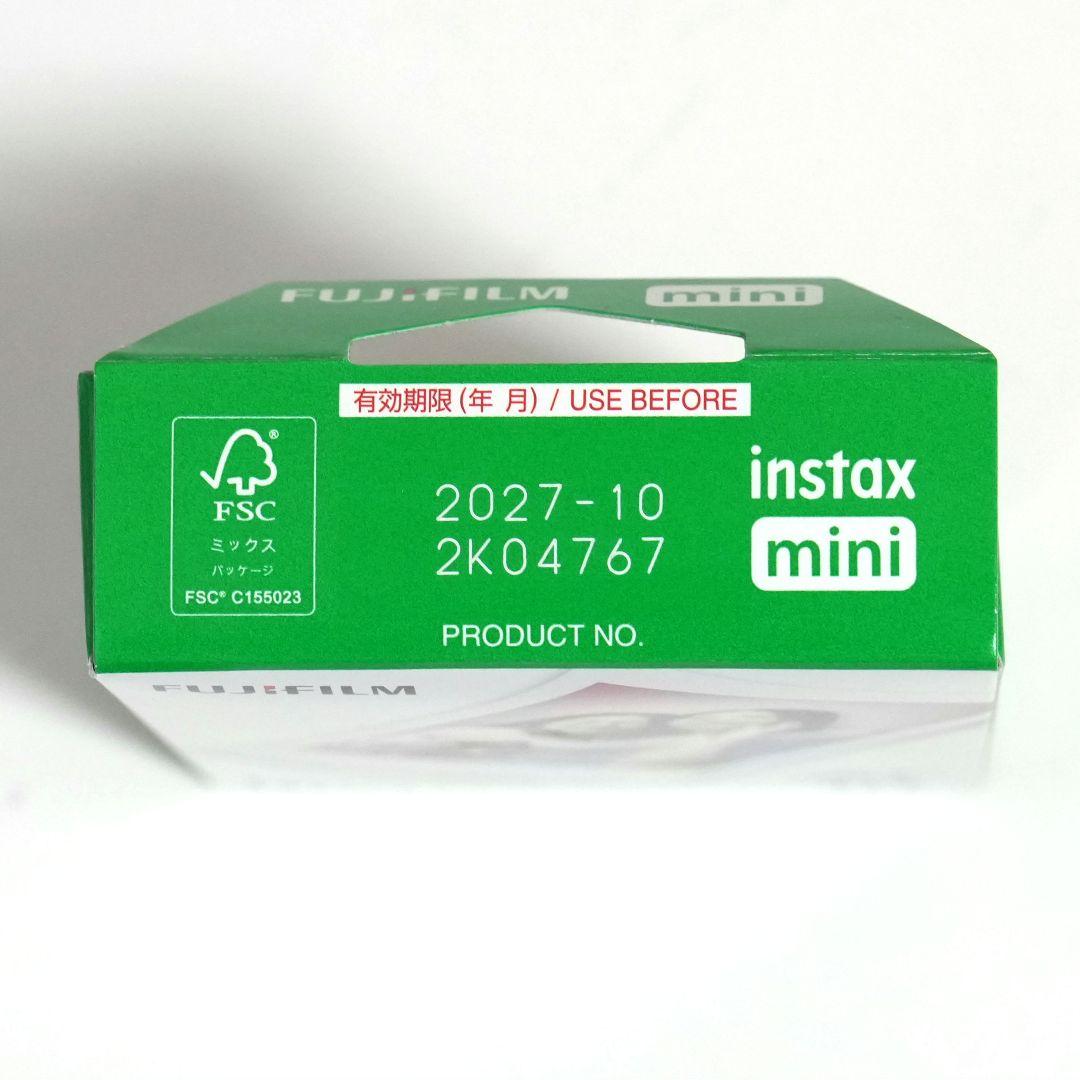 FUJIFILM mini
有効期限(年 月) / USE BEFORE
FSC®
ミックス
パッケージ
FSC® C155023
2027-10
2K04767
PRODUCT NO.
instax
mini
FUJIFILM